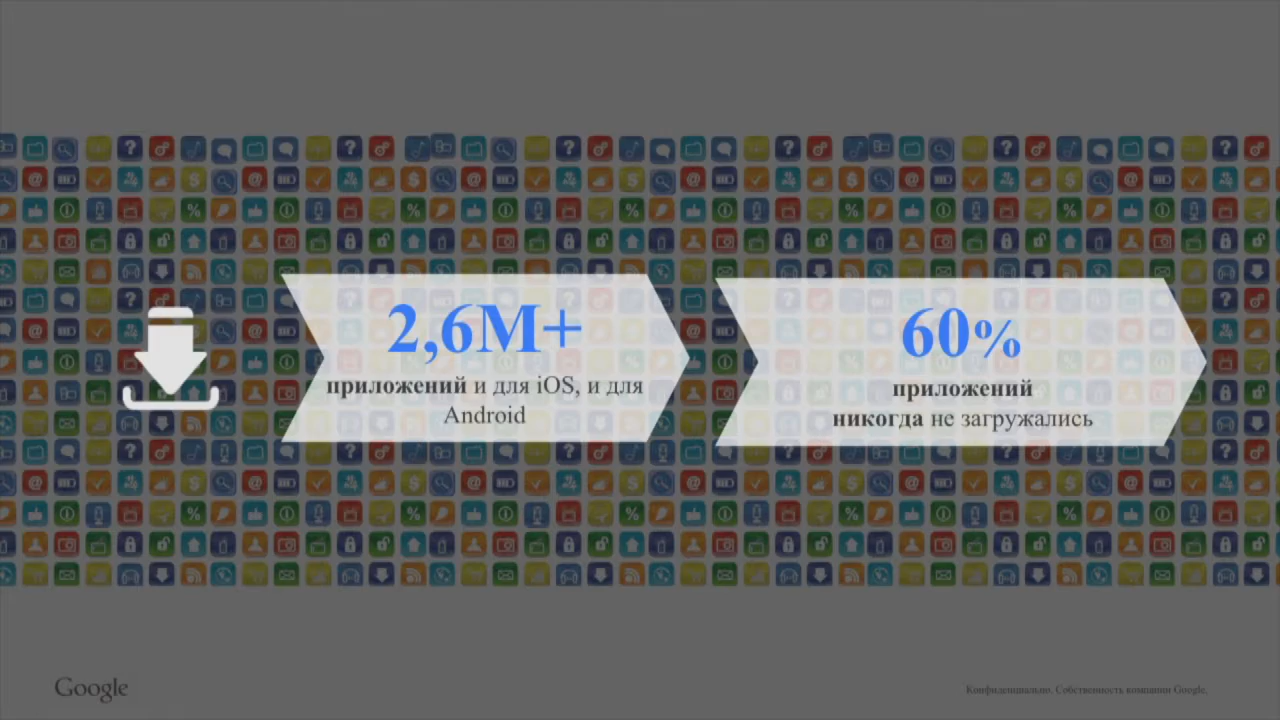 2,6M+
приложений и для iOS, и для
Android
60%
приложений
никогда не загружались
Google
Конфиденциально. Собственность компании Google.